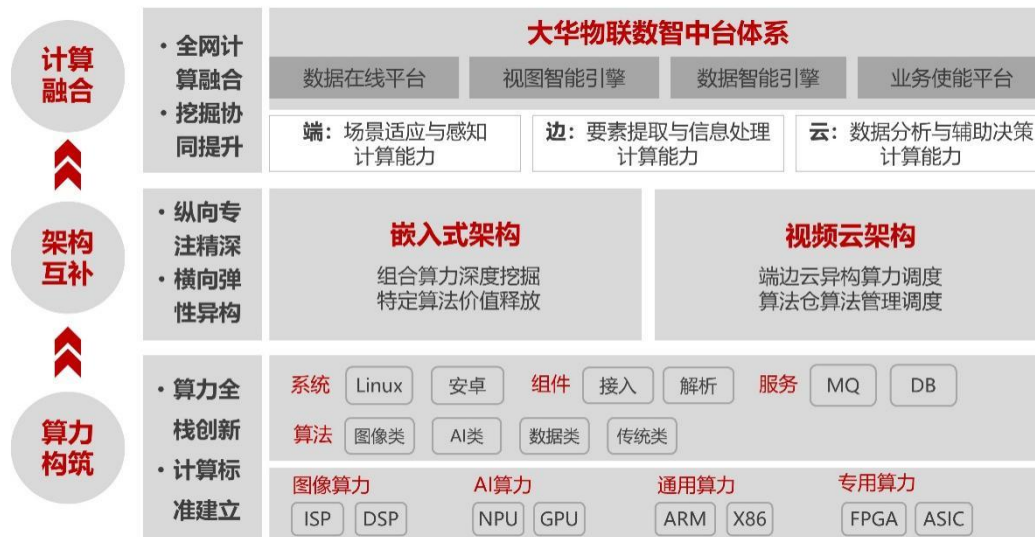 计算
融合
• 全网计
算融合
• 挖掘协
同提升
大华物联数智中台体系
数据在线平台
视图智能引擎
数据智能引擎
业务使能平台
端：场景适应与感知
计算能力
边：要素提取与信息处理
计算能力
云：数据分析与辅助决策
计算能力
架构
互补
• 纵向专
注精深
• 横向弹
性异构
嵌入式架构
组合算力深度挖掘
特定算法价值释放
视频云架构
端边云异构算力调度
算法仓算法管理调度
算力
构筑
• 算力全
栈创新
• 计算标
准建立
系统 Linux 安卓 组件 接入 解析 服务 MQ DB
算法 图像类 AI类 数据类 传统类
图像算力 AI算力 通用算力 专用算力
ISP DSP NPU GPU ARM X86 FPGA ASIC